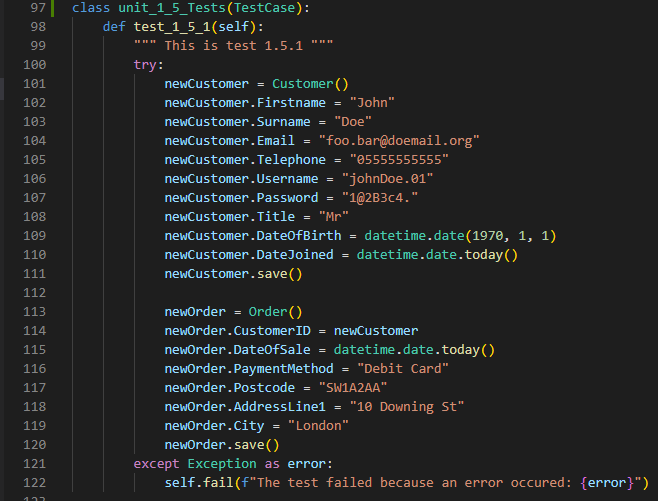 97 class unit_1_5_Tests(TestCase):
98 def test_1_5_1(self):
99 """ This is test 1.5.1 """
100 try:
101 newCustomer = Customer()
102 newCustomer.Firstname = "John"
103 newCustomer.Surname = "Doe"
104 newCustomer.Email = "foo.bar@doemail.org"
105 newCustomer.Telephone = "05555555555"
106 newCustomer.Username = "johnDoe.01"
107 newCustomer.Password = "1@2B3c4."
108 newCustomer.Title = "Mr"
109 newCustomer.DateOfBirth = datetime.date(1970, 1, 1)
110 newCustomer.DateJoined = datetime.date.today()
111 newCustomer.save()
112
113 newOrder = Order()
114 newOrder.CustomerID = newCustomer
115 newOrder.DateOfSale = datetime.date.today()
116 newOrder.PaymentMethod = "Debit Card"
117 newOrder.Postcode = "SW1A2AA"
118 newOrder.AddressLine1 = "10 Downing St"
119 newOrder.City = "London"
120 newOrder.save()
121 except Exception as error:
122 self.fail(f"The test failed because an error occured: {error}")